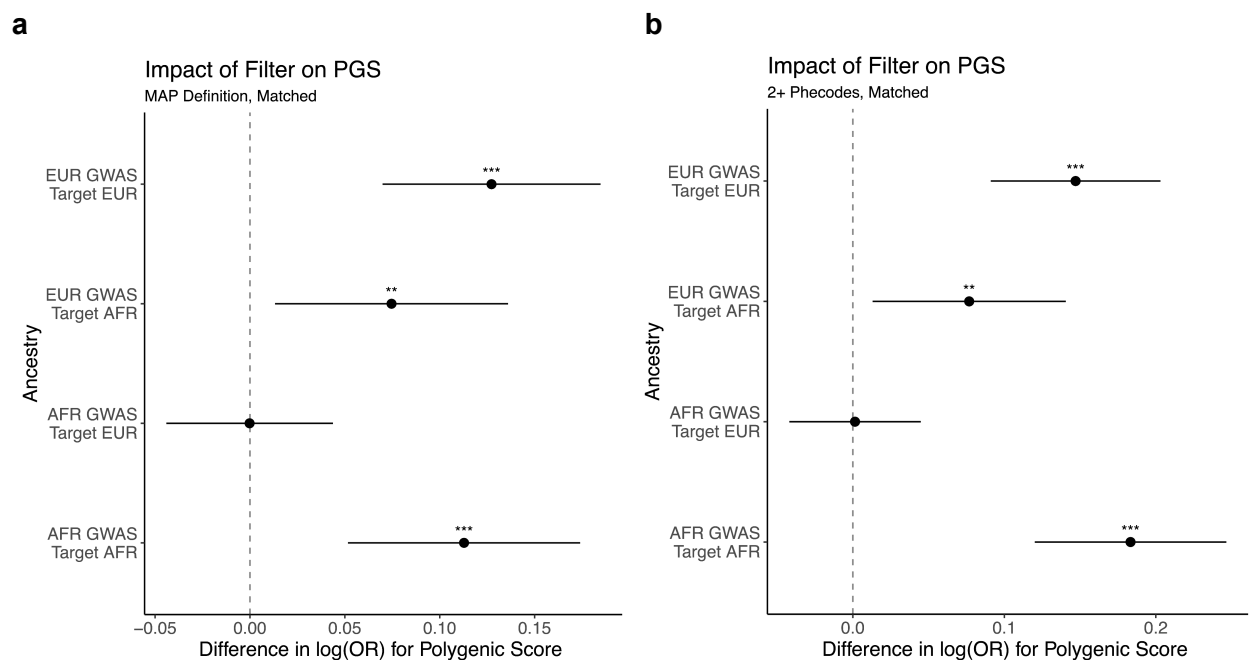 a
Impact of Filter on PGS
MAP Definition, Matched
Ancestry
EUR GWAS
Target EUR
***
EUR GWAS
Target AFR
**
AFR GWAS
Target EUR
AFR GWAS
Target AFR
***
−0.05
0.00
0.05
0.10
0.15
Difference in log(OR) for Polygenic Score
b
Impact of Filter on PGS
2+ Phecodes, Matched
Ancestry
EUR GWAS
Target EUR
***
EUR GWAS
Target AFR
**
AFR GWAS
Target EUR
AFR GWAS
Target AFR
***
0.0
0.1
0.2
Difference in log(OR) for Polygenic Score